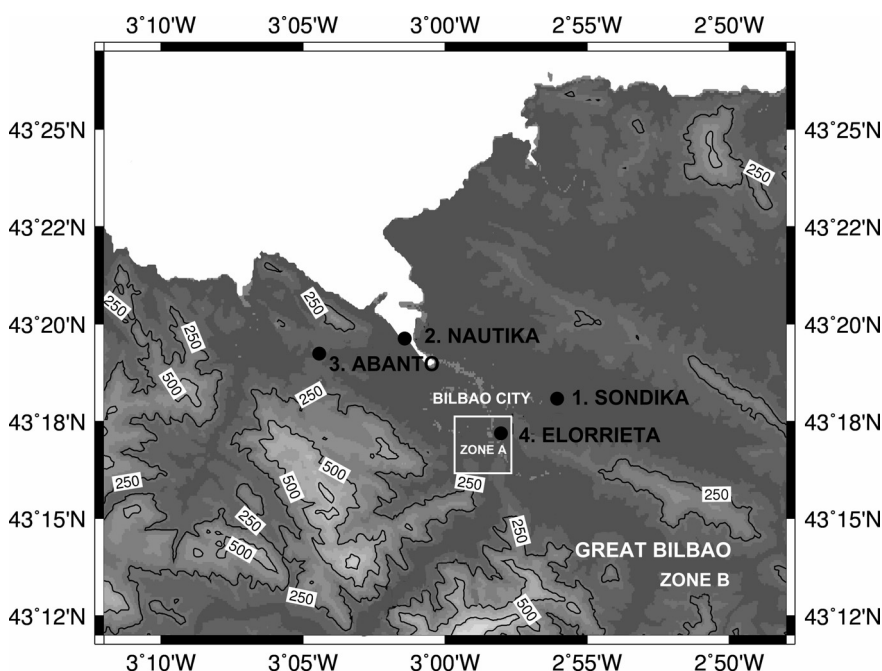 3˚10'W 3˚05'W 3˚00'W 2˚55'W 2˚50'W
43˚25'N 43˚25'N
250
43˚22'N 43˚22'N
250 250
43˚20'N 43˚20'N
2. NAUTIKA
250
3. ABANTO
500
250
BILBAO CITY
1. SONDIKA
43˚18'N 43˚18'N
4. ELORRIETA
ZONE A
500
250 500 250 250
43˚15'N 43˚15'N
250 250
500
GREAT BILBAO
ZONE B
250 500
43˚12'N 43˚12'N
3˚10'W 3˚05'W 3˚00'W 2˚55'W 2˚50'W